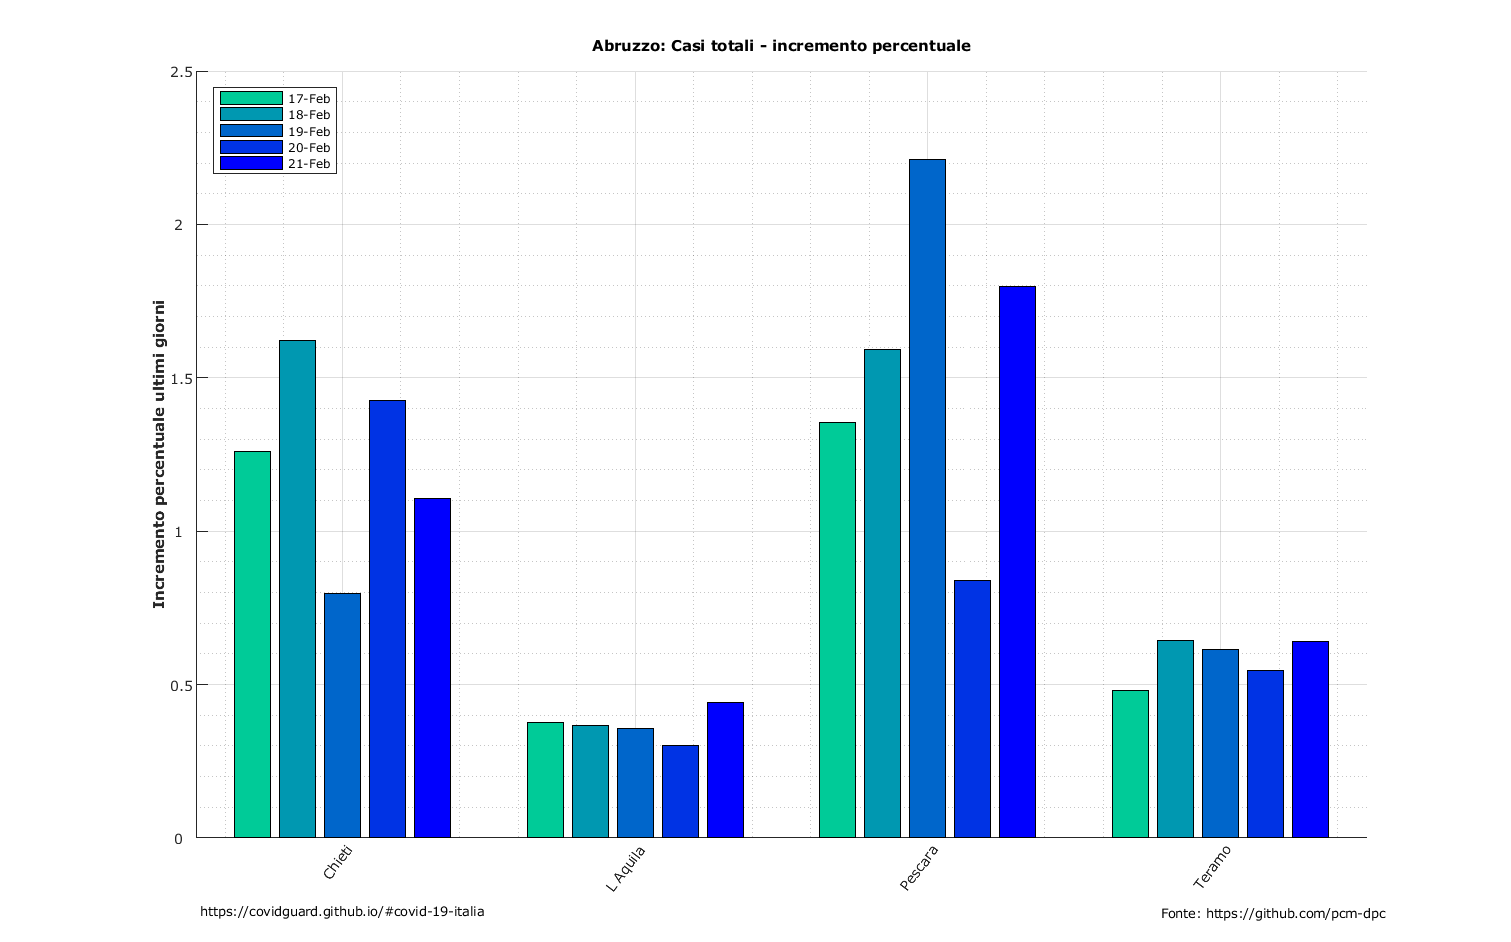 Abruzzo: Casi totali - incremento percentuale
2.5
2
1.5
1
0.5
0
Incremento percentuale ultimi giorni
17-Feb
18-Feb
19-Feb
20-Feb
21-Feb
Chieti
L Aquila
Pescara
Teramo
https://covidguard.github.io/#covid-19-italia
Fonte: https://github.com/pcm-dpc